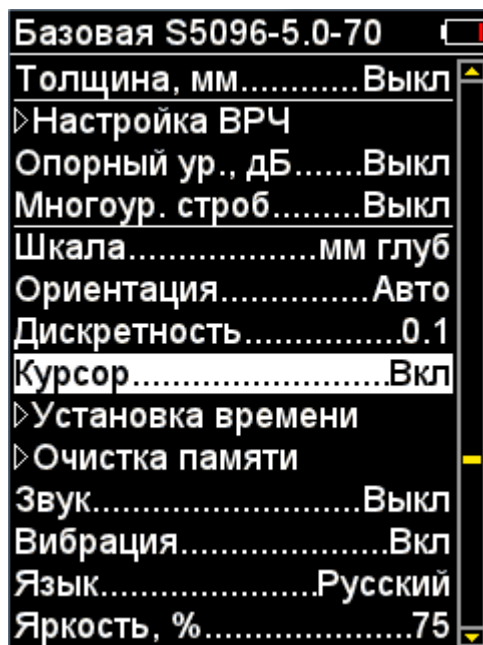 Базовая S5096-5.0-70
Толщина, мм............Выкл
▷Настройка ВРЧ
Опорный ур., дБ.......Выкл
Многоур. строб.........Выкл
Шкала...................мм глуб
Ориентация...............Авто
Дискретность................0.1
Курсор...........................Вкл
▷Установка времени
▷Очистка памяти
Звук............................Выкл
Вибрация.....................Вкл
Язык......................Русский
Яркость, %.....................75